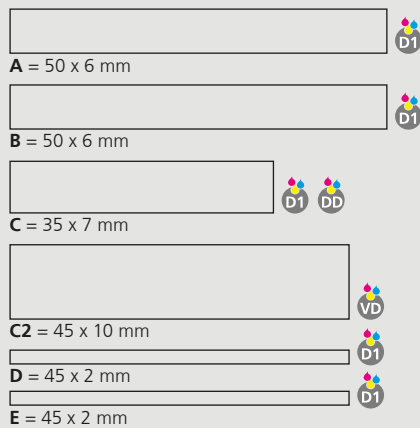 D1
A = 50 x 6 mm
D1
B = 50 x 6 mm
D1 DD
C = 35 x 7 mm
VD
C2 = 45 x 10 mm
D1
D = 45 x 2 mm
D1
E = 45 x 2 mm